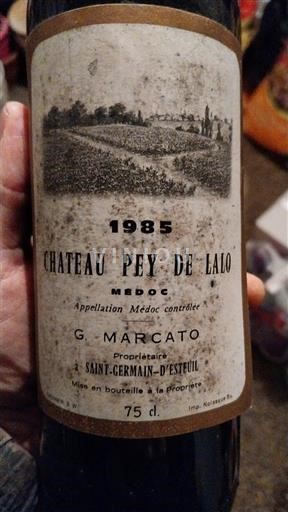 1985
CHATEAU PEY DE LALO
MÉDOC
Appellation Médoc contrôlée
G. MARCATO
Propriétaire
à SAINT-GERMAIN-D'ESTEUIL
Mise en bouteille à la Propriété
75 cl.
VINIOU